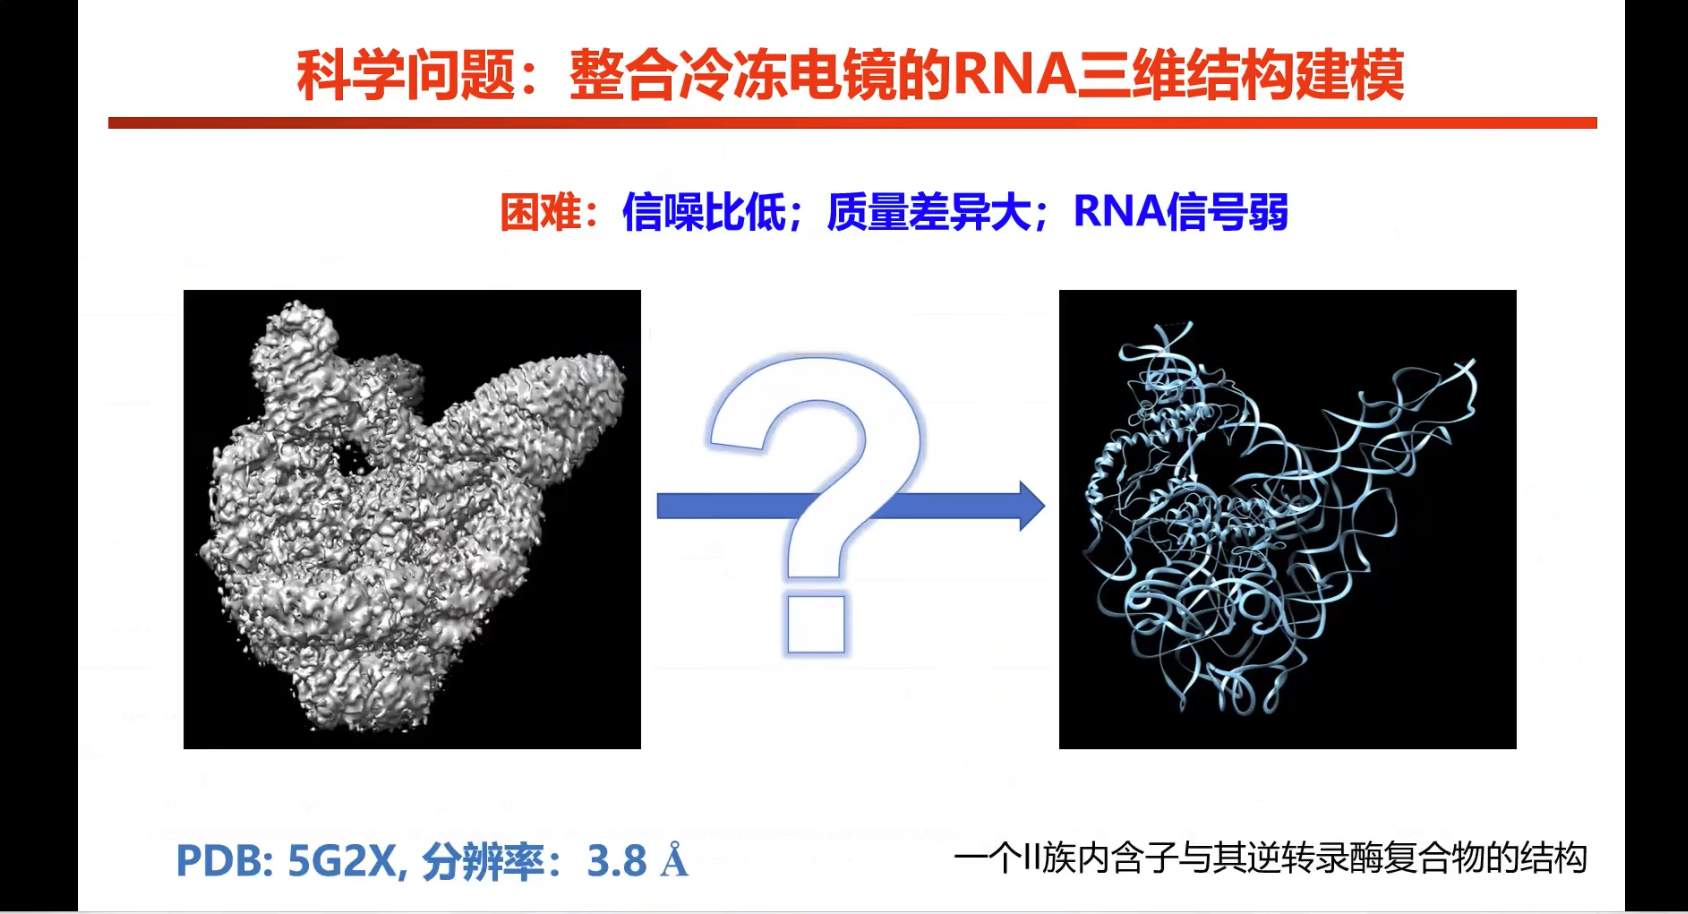 科学问题：整合冷冻电镜的RNA三维结构建模
困难：信噪比低；质量差异大；RNA信号弱
?
PDB: 5G2X, 分辨率：3.8 Å
一个II族内含子与其逆转录酶复合物的结构